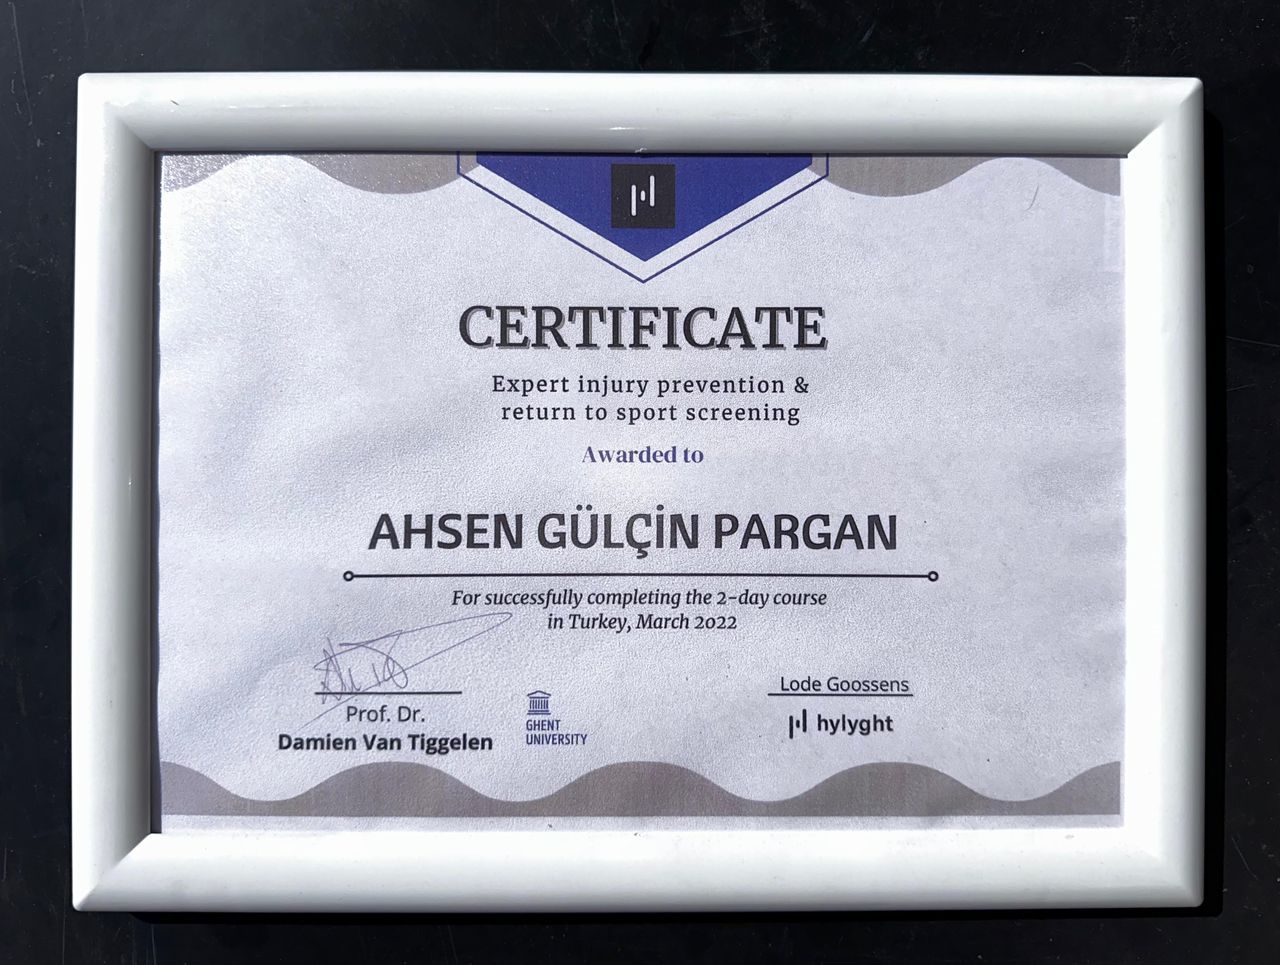 CERTIFICATE
Expert injury prevention &
return to sport screening
Awarded to
AHSEN GÜLÇİN PARGAN
For successfully completing the 2-day course
in Turkey, March 2022
Prof. Dr.
Damien Van Tiggelen
GHENT
UNIVERSITY
Lode Goossens
hylyght